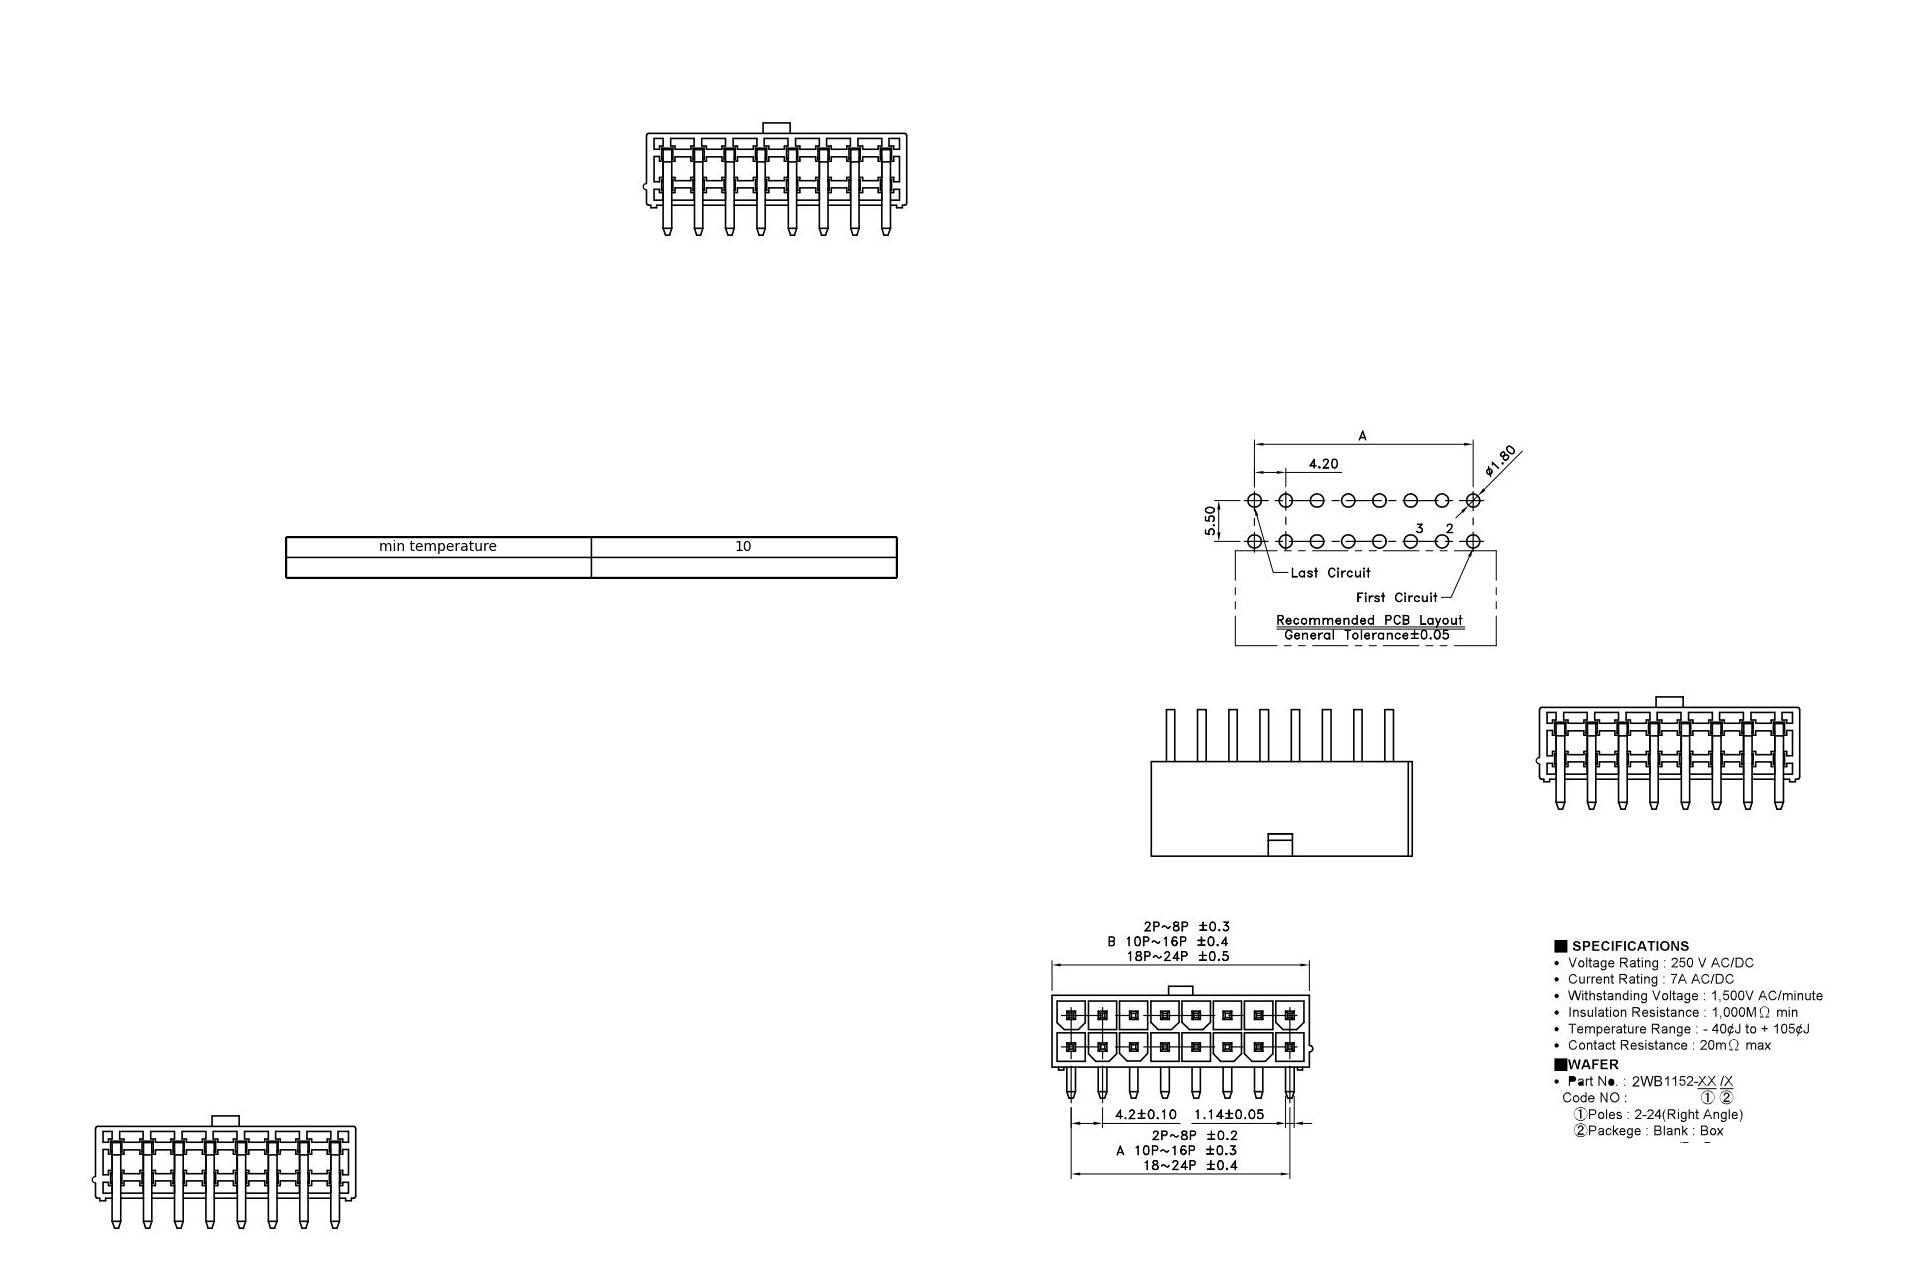 A
4.20
ø1.80
5.50
3 2
Last Circuit
First Circuit
Recommended PCB Layout
General Tolerance±0.05
min temperature 10
2P~8P ±0.3
B 10P~16P ±0.4
18P~24P ±0.5
4.2±0.10 1.14±0.05
2P~8P ±0.2
A 10P~16P ±0.3
18~24P ±0.4
■ SPECIFICATIONS
• Voltage Rating : 250 V AC/DC
• Current Rating : 7A AC/DC
• Withstanding Voltage : 1,500V AC/minute
• Insulation Resistance : 1,000MΩ min
• Temperature Range : - 40¢J to + 105¢J
• Contact Resistance : 20mΩ max
■WAFER
• Part No. : 2WB1152-XX /X
Code NO : ① ②
①Poles : 2-24(Right Angle)
②Packege : Blank : Box